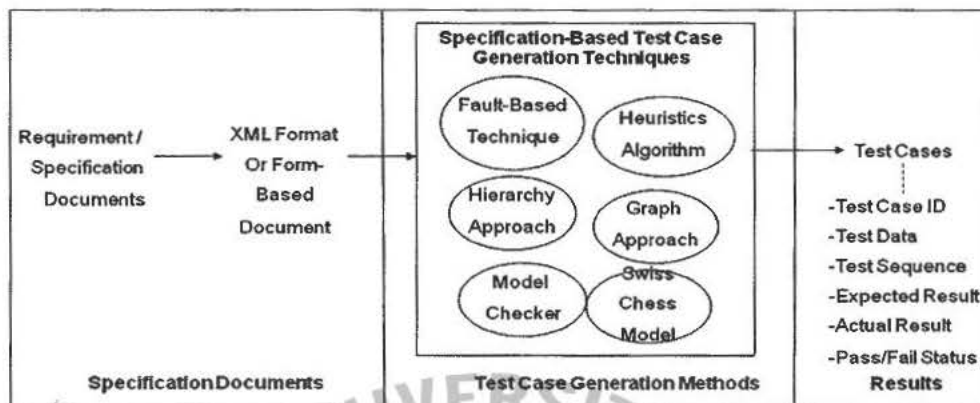 Specification-Based Test Case
Generation Techniques
Requirement /
Specification
Documents
XML Format
Or Form-
Based
Document
Fault-Based
Technique
Heuristics
Algorithm
Hierarchy
Approach
Graph
Approach
Model
Checker
Swiss
Chess
Model
Test Cases
-Test Case ID
-Test Data
-Test Sequence
-Expected Result
-Actual Result
-Pass/Fail Status
Specification Documents
Test Case Generation Methods
Results